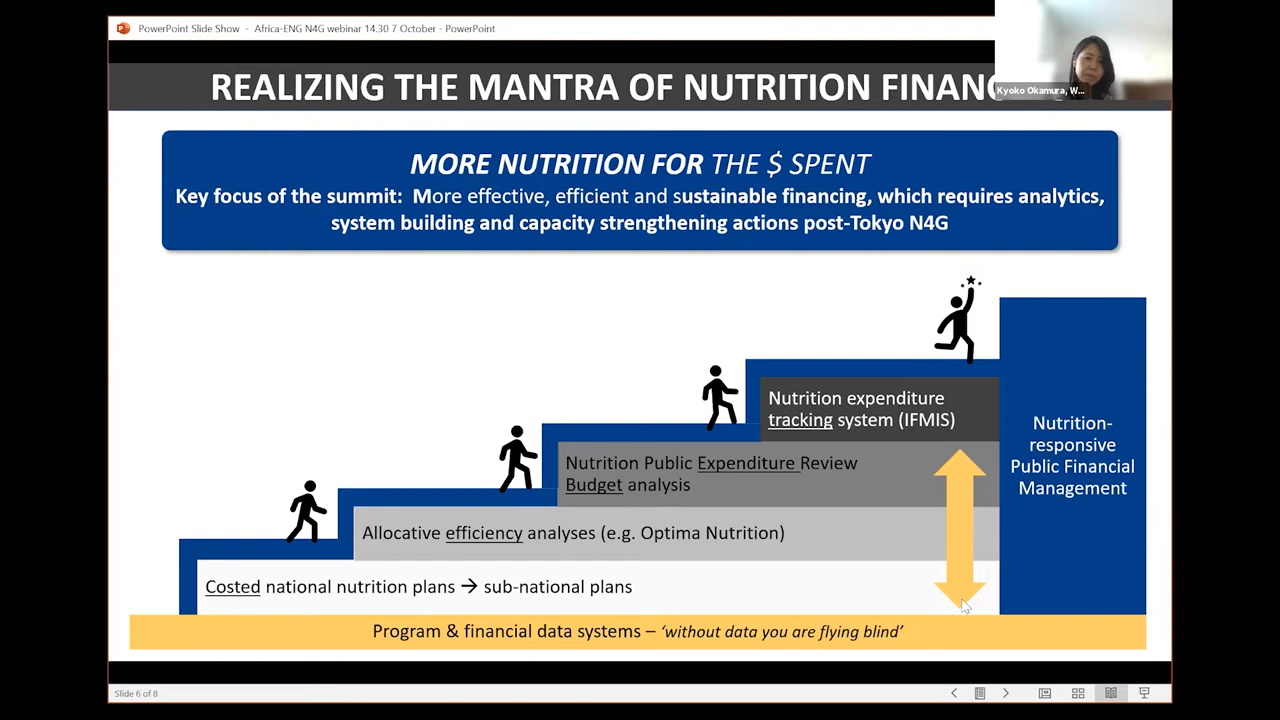 PowerPoint Slide Show - Africa-ENG N4G webinar 14.30 7 October - PowerPoint
REALIZING THE MANTRA OF NUTRITION FINANC
Kyoko Okamura, W...
MORE NUTRITION FOR THE $ SPENT
Key focus of the summit: More effective, efficient and sustainable financing, which requires analytics,
system building and capacity strengthening actions post-Tokyo N4G
Nutrition expenditure
tracking system (IFMIS)
Nutrition Public Expenditure Review
Budget analysis
Allocative efficiency analyses (e.g. Optima Nutrition)
Costed national nutrition plans → sub-national plans
Nutrition-
responsive
Public Financial
Management
Program & financial data systems – 'without data you are flying blind'
Slide 6 of 8